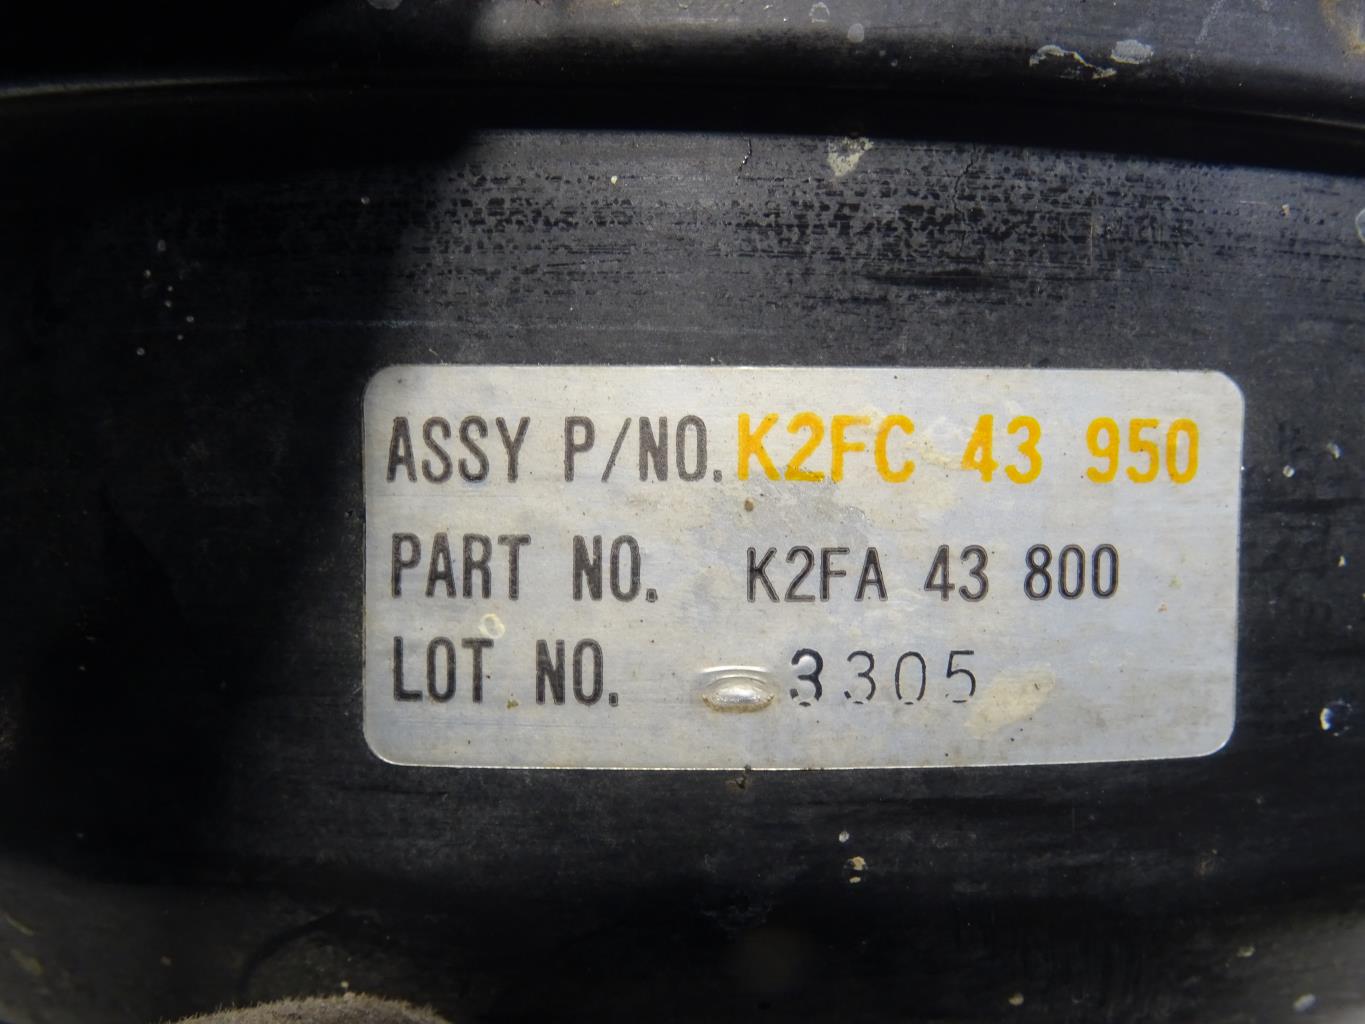 ASSY P/NO. K2FC 43 950
PART NO. K2FA 43 800
LOT NO. 3305